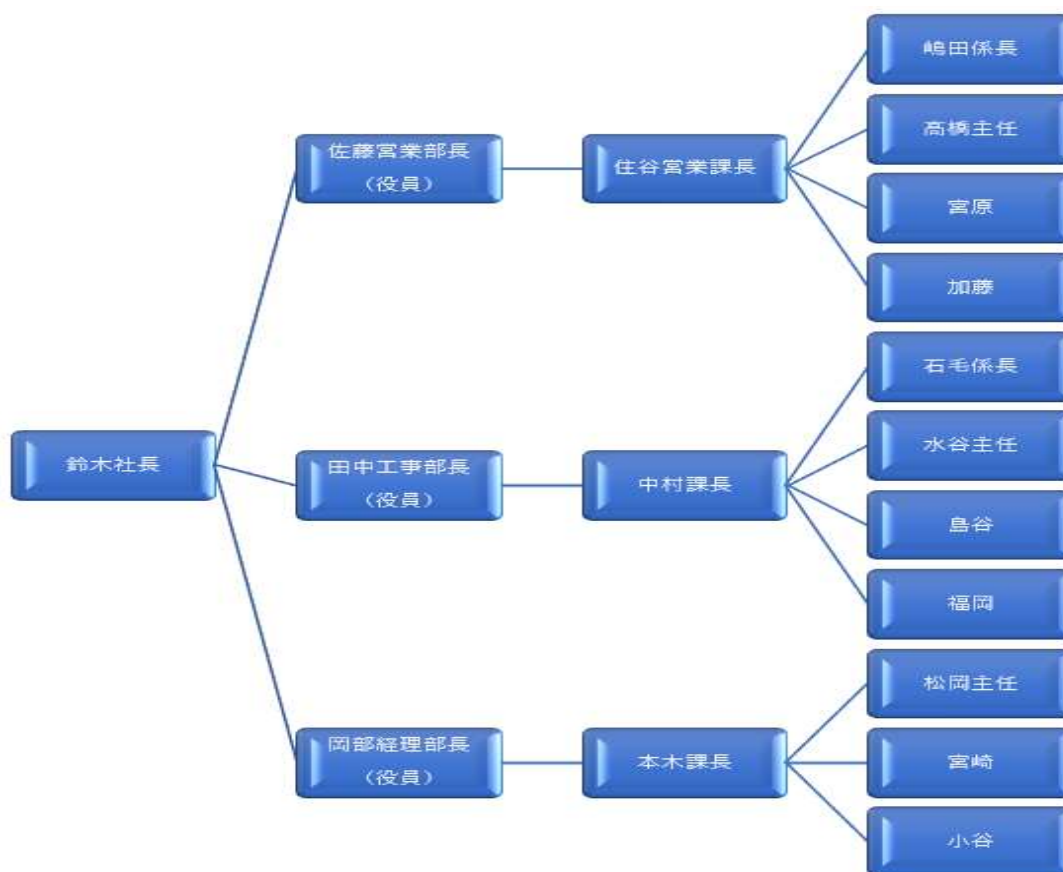 鈴木社長
佐藤営業部長
（役員）
住谷営業課長
嶋田係長
高橋主任
宮原
加藤
田中工事部長
（役員）
中村課長
石毛係長
水谷主任
島谷
福岡
岡部経理部長
（役員）
本木課長
松岡主任
宮崎
小谷